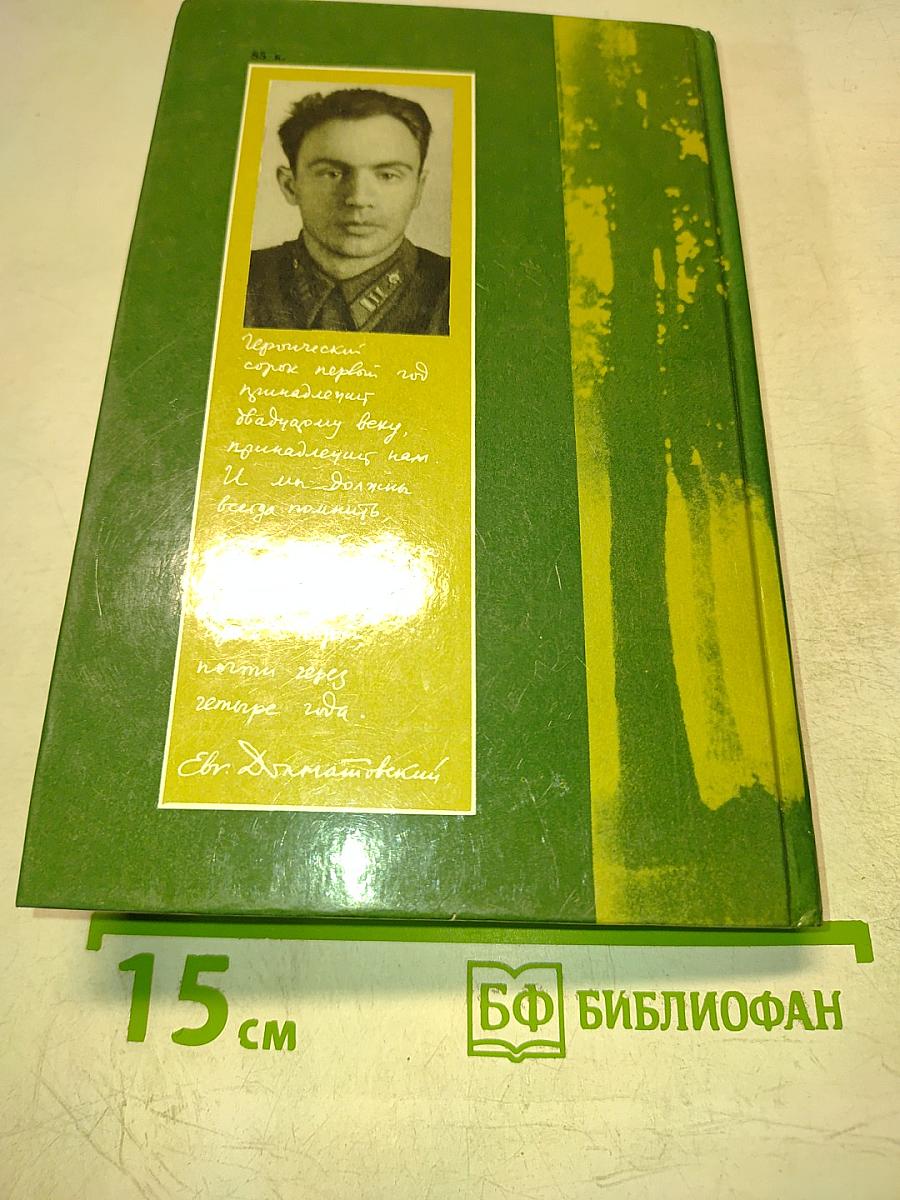 85 к.
Героический
сорок первый год
принадлежит
двадцатому веку,
принадлежит нам.
И мы должны
всегда помнить,
почти через
четыре года.
Евг. Долматовский
15 см
БФ БИБЛИОФАН